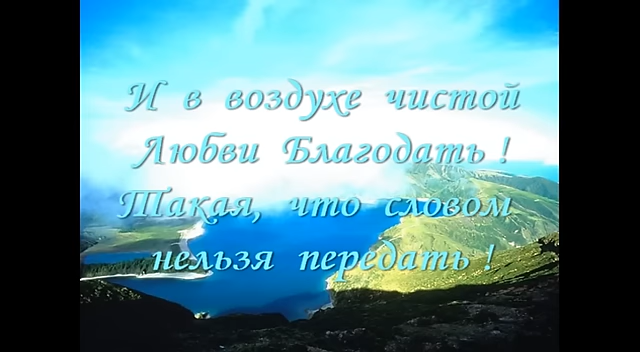 И в воздухе чистой
Любви Благодать !
Такая, что словом
нельзя передать !